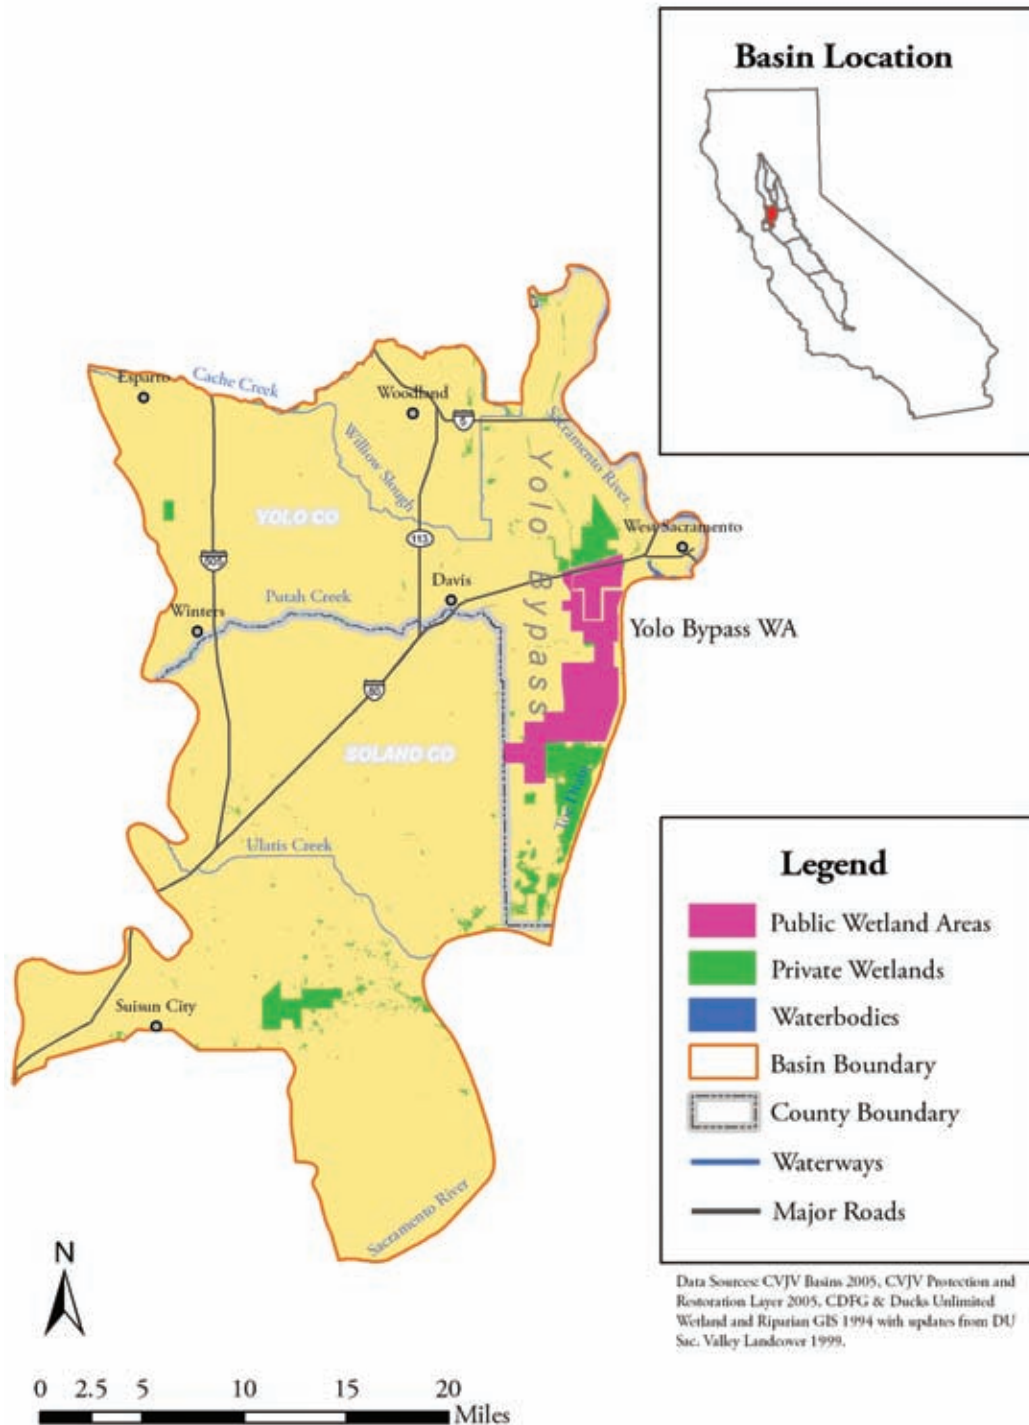 Basin Location
Esparto
Cache Creek
Woodland
5
Williow Slough
Sacramento River
Yolo Bypass
YOLO CO
113
West Sacramento
505
Davis
Putah Creek
Winters
Yolo Bypass WA
80
SOLANO CO
Ulatis Creek
Suisun City
Sacramento River
Legend
Public Wetland Areas
Private Wetlands
Waterbodies
Basin Boundary
County Boundary
Waterways
Major Roads
Data Sources: CVJV Basins 2005, CVJV Protection and
Restoration Layer 2005, CDFG & Ducks Unlimited
Wetland and Riparian GIS 1994 with updates from DU
Sac. Valley Landcover 1999.
N
0 2.5 5 10 15 20
Miles